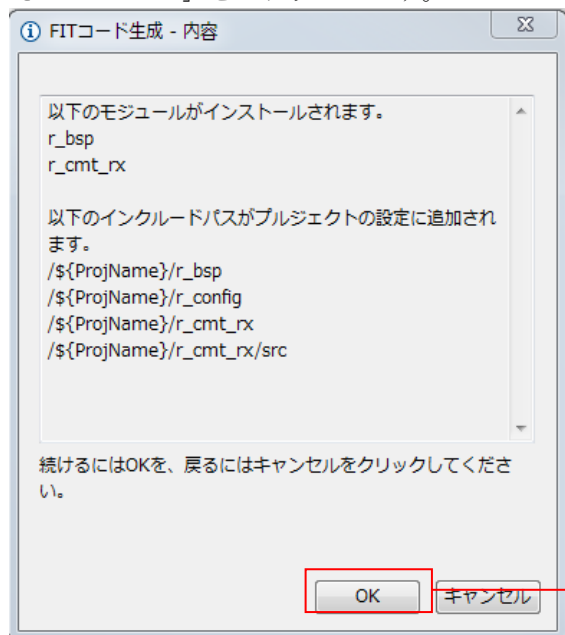 FITコード生成 - 内容
以下のモジュールがインストールされます。
r_bsp
r_cmt_rx
以下のインクルードパスがプルジェクトの設定に追加され
ます。
/${ProjName}/r_bsp
/${ProjName}/r_config
/${ProjName}/r_cmt_rx
/${ProjName}/r_cmt_rx/src
続けるにはOKを、戻るにはキャンセルをクリックしてくださ
い。
OK
キャンセル